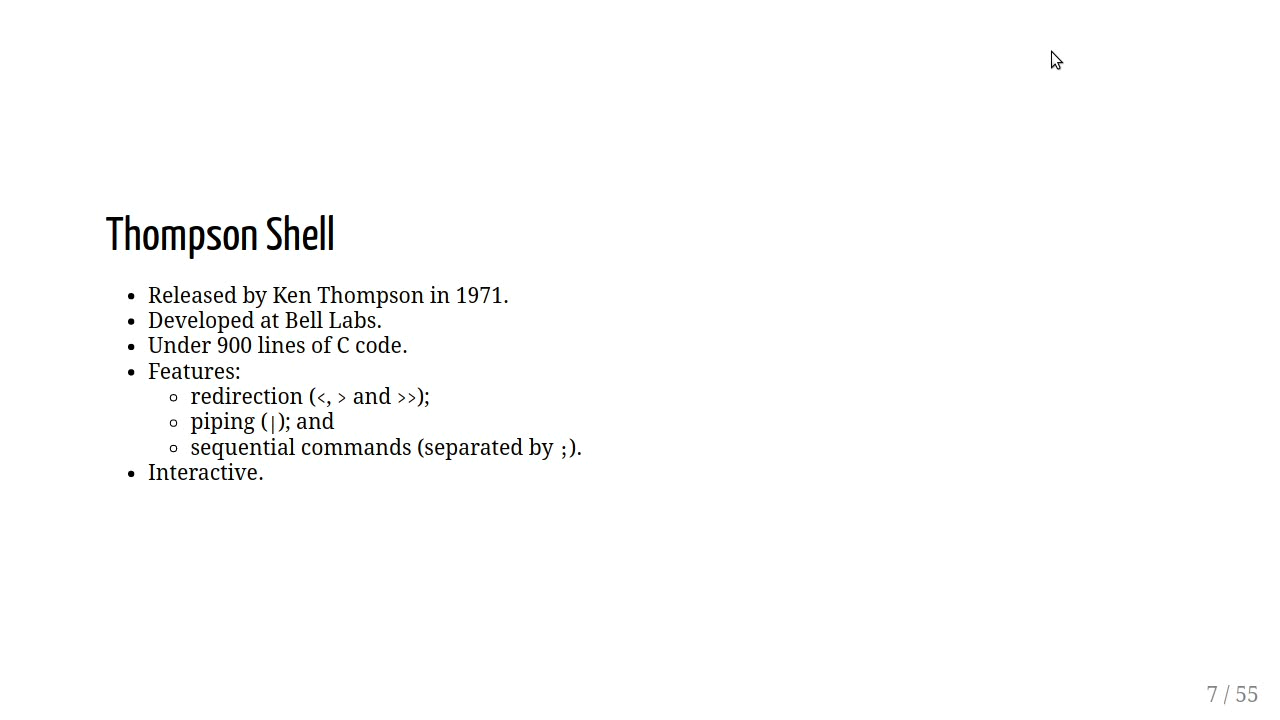 Thompson Shell
• Released by Ken Thompson in 1971.
• Developed at Bell Labs.
• Under 900 lines of C code.
• Features:
◦ redirection (<, > and >>);
◦ piping (|); and
◦ sequential commands (separated by ;).
• Interactive.
7 / 55